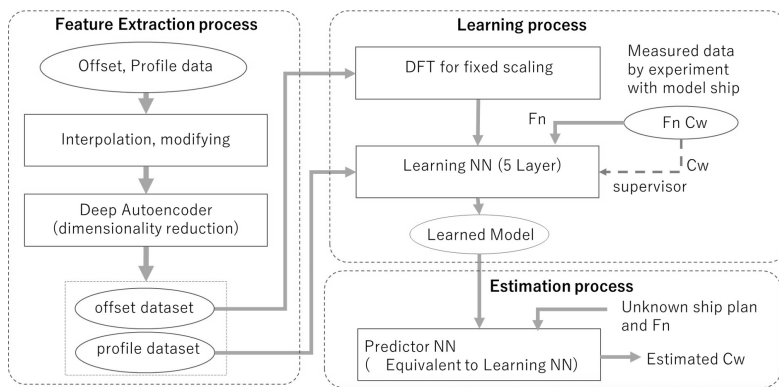 Feature Extraction process
Offset, Profile data
Interpolation, modifying
Deep Autoencoder
(dimensionality reduction)
offset dataset
profile dataset
Learning process
DFT for fixed scaling
Measured data
by experiment
with model ship
Fn
Fn Cw
Learning NN (5 Layer)
Cw
supervisor
Learned Model
Estimation process
Unknown ship plan
and Fn
Predictor NN
( Equivalent to Learning NN)
Estimated Cw